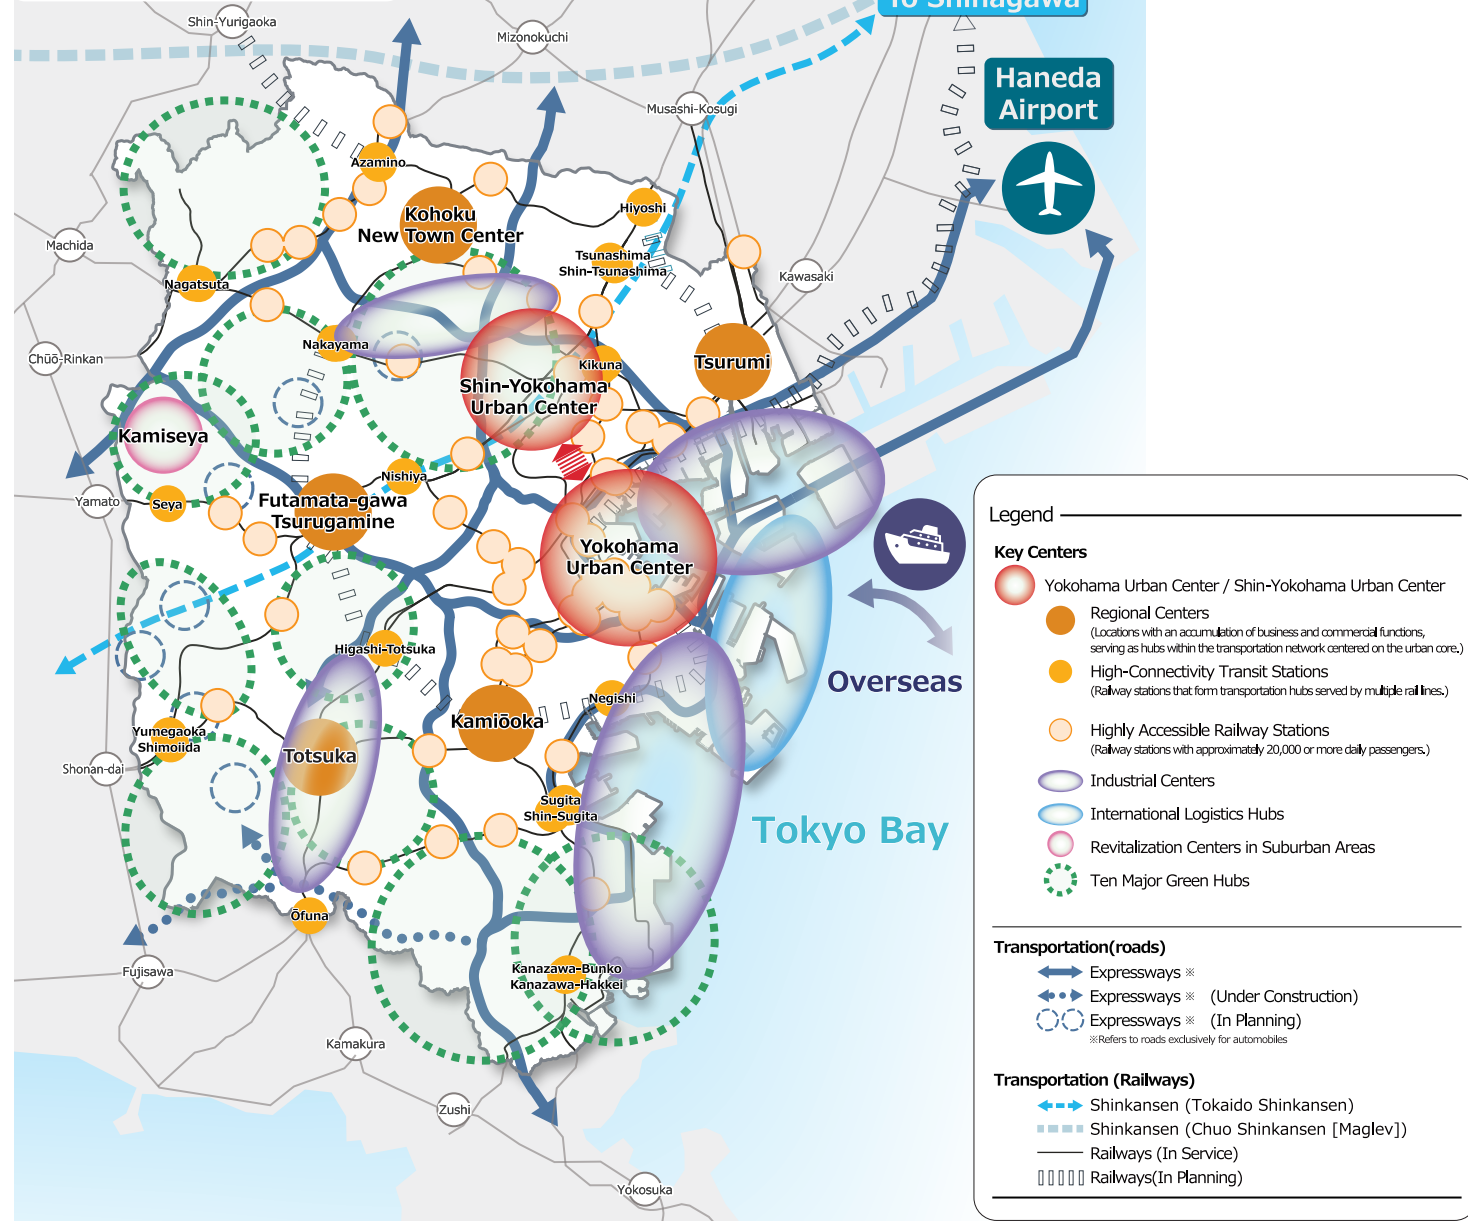 To Shinagawa
Shin-Yurigaoka
Mizonokuchi
Haneda
Airport
Musashi-Kosugi
Azamino
Hiyoshi
Kohoku
New Town Center
Machida
Tsunashima
Shin-Tsunashima
Kawasaki
Nagatsuta
Nakayama
Chūō-Rinkan
Kikuna
Tsurumi
Shin-Yokohama
Urban Center
Kamiseya
Nishiya
Yamato
Seya
Futamata-gawa
Tsurugamine
Yokohama
Urban Center
Higashi-Totsuka
Overseas
Negishi
Kamiōoka
Yumegaoka
Shimoiida
Totsuka
Shonan-dai
Sugita
Shin-Sugita
Tokyo Bay
Ōfuna
Fujisawa
Kanazawa-Bunko
Kanazawa-Hakkei
Kamakura
Zushi
Yokosuka
Legend
Key Centers
Yokohama Urban Center / Shin-Yokohama Urban Center
Regional Centers
(Locations with an accumulation of business and commercial functions,
serving as hubs within the transportation network centered on the urban core.)
High-Connectivity Transit Stations
(Railway stations that form transportation hubs served by multiple rail lines.)
Highly Accessible Railway Stations
(Railway stations with approximately 20,000 or more daily passengers.)
Industrial Centers
International Logistics Hubs
Revitalization Centers in Suburban Areas
Ten Major Green Hubs
Transportation(roads)
Expressways ※
Expressways ※ (Under Construction)
Expressways ※ (In Planning)
※Refers to roads exclusively for automobiles
Transportation (Railways)
Shinkansen (Tokaido Shinkansen)
Shinkansen (Chuo Shinkansen [Maglev])
Railways (In Service)
Railways(In Planning)